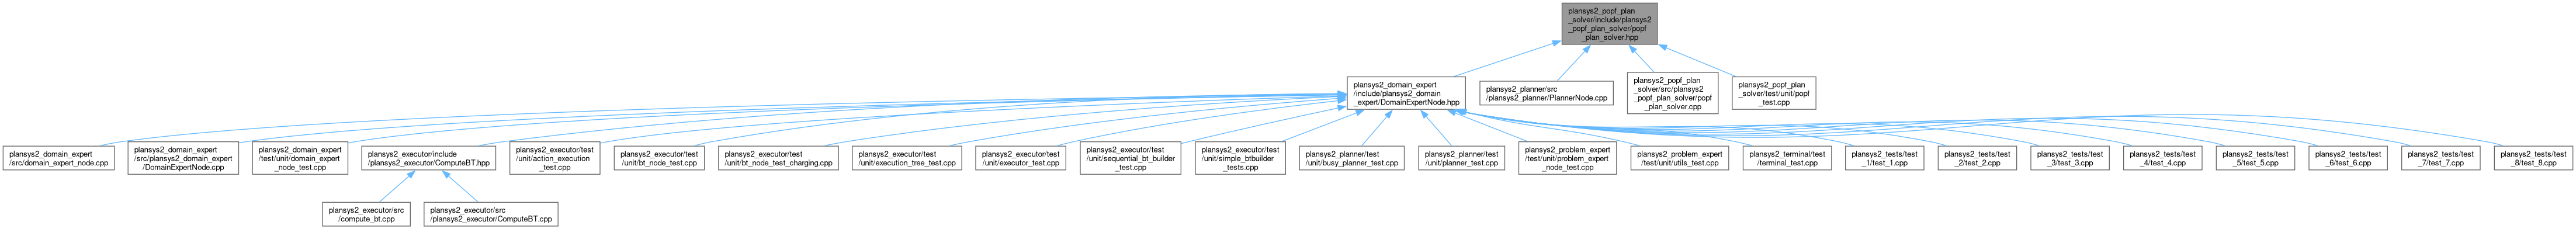 plansys2_popf_plan
_solver/include/plansys2
_popf_plan_solver/popf
_plan_solver.hpp
plansys2_domain_expert
/include/plansys2_domain
_expert/DomainExpertNode.hpp
plansys2_planner/src
/plansys2_planner/PlannerNode.cpp
plansys2_popf_plan
_solver/src/plansys2
_popf_plan_solver/popf
_plan_solver.cpp
plansys2_popf_plan
_solver/test/unit/popf
_test.cpp
plansys2_domain_expert
/src/domain_expert_node.cpp
plansys2_domain_expert
/src/plansys2_domain_expert
/DomainExpertNode.cpp
plansys2_domain_expert
/test/unit/domain_expert
_node_test.cpp
plansys2_executor/include
/plansys2_executor/ComputeBT.hpp
plansys2_executor/test
/unit/action_execution
_test.cpp
plansys2_executor/test
/unit/bt_node_test.cpp
plansys2_executor/test
/unit/bt_node_test_charging.cpp
plansys2_executor/test
/unit/execution_tree_test.cpp
plansys2_executor/test
/unit/executor_test.cpp
plansys2_executor/test
/unit/sequential_bt_builder
_test.cpp
plansys2_executor/test
/unit/simple_btbuilder
_tests.cpp
plansys2_planner/test
/unit/busy_planner_test.cpp
plansys2_planner/test
/unit/planner_test.cpp
plansys2_problem_expert
/test/unit/problem_expert
_node_test.cpp
plansys2_problem_expert
/test/unit/utils_test.cpp
plansys2_terminal/test
/terminal_test.cpp
plansys2_tests/test
_1/test_1.cpp
plansys2_tests/test
_2/test_2.cpp
plansys2_tests/test
_3/test_3.cpp
plansys2_tests/test
_4/test_4.cpp
plansys2_tests/test
_5/test_5.cpp
plansys2_tests/test
_6/test_6.cpp
plansys2_tests/test
_7/test_7.cpp
plansys2_tests/test
_8/test_8.cpp
plansys2_executor/src
/compute_bt.cpp
plansys2_executor/src
/plansys2_executor/ComputeBT.cpp